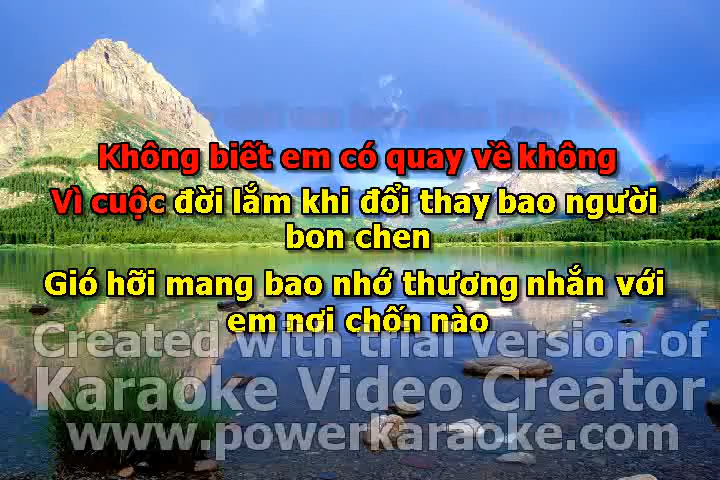 Không biết em có quay về không
Vì cuộc đời lắm khi đổi thay bao người
bon chen
Gió hỡi mang bao nhớ thương nhắn với
em nơi chốn nào
Created with trial version of
Karaoke Video Creator
www.powerkaraoke.com